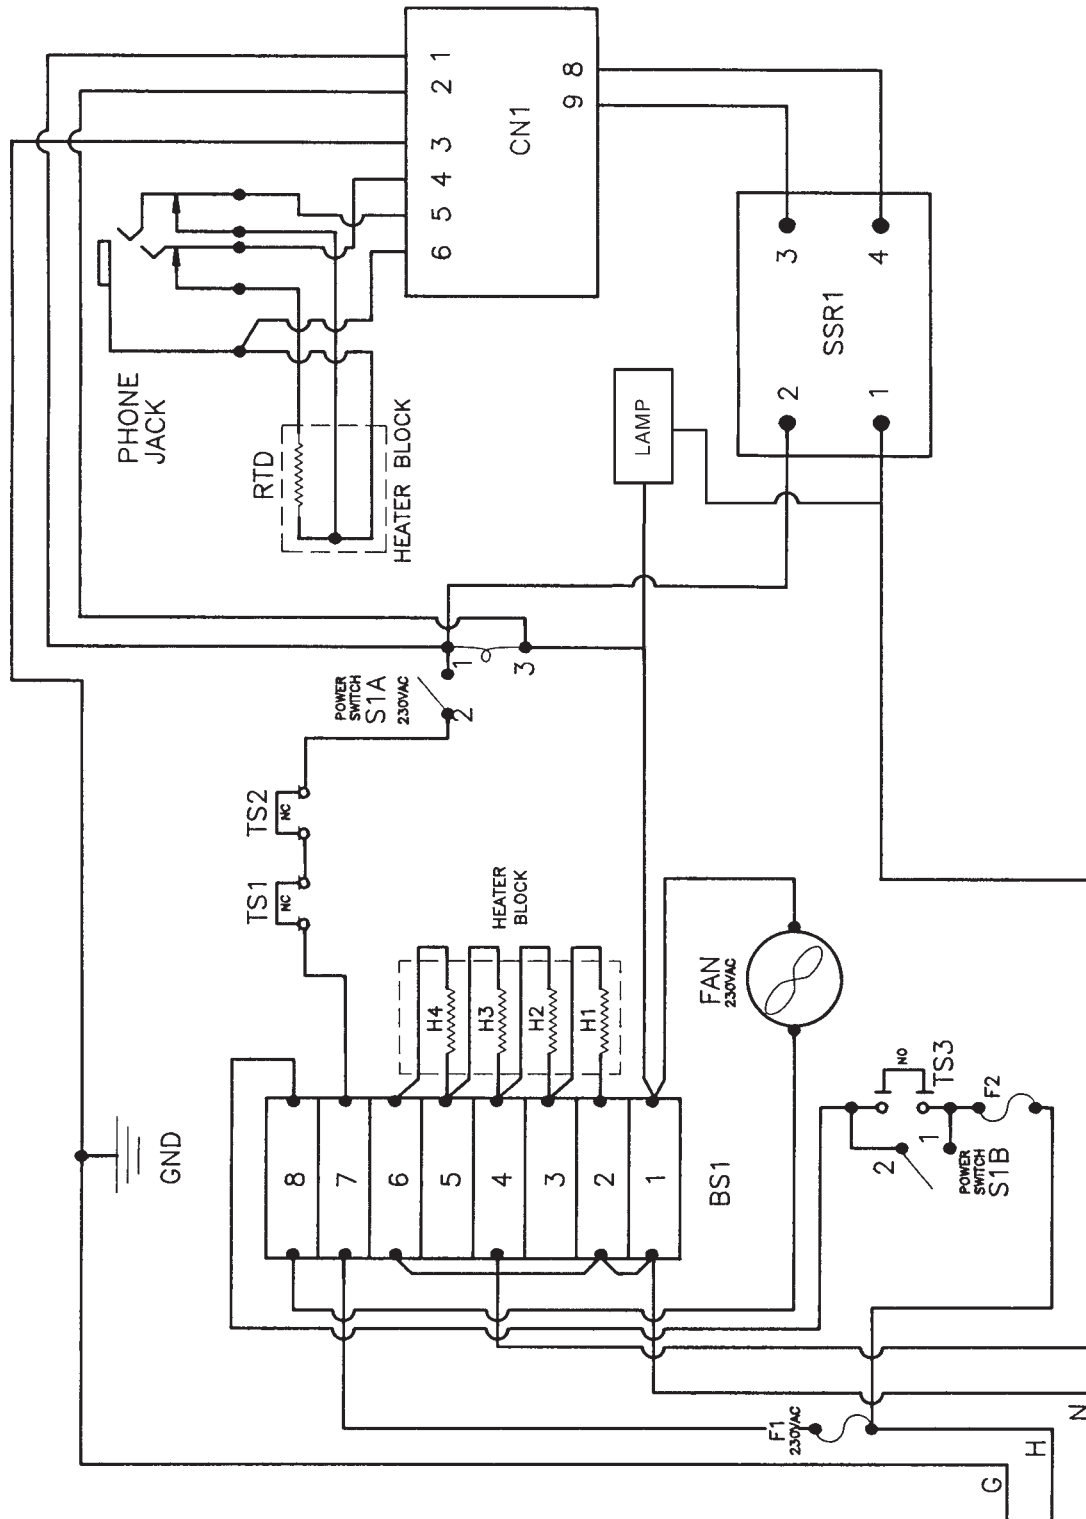 1
2
3
4
5
6
CN1
8
9
PHONE
JACK
RTD
HEATER BLOCK
3
4
SSR1
2
1
LAMP
POWER
SWITCH
S1A
230VAC
1
2
3
TS2
NC
TS1
NC
HEATER
BLOCK
H4
H3
H2
H1
FAN
230VAC
GND
8
7
6
5
4
3
2
1
BS1
NO
TS3
F2
2
1
POWER
SWITCH
S1B
F1
230VAC
G
H
N